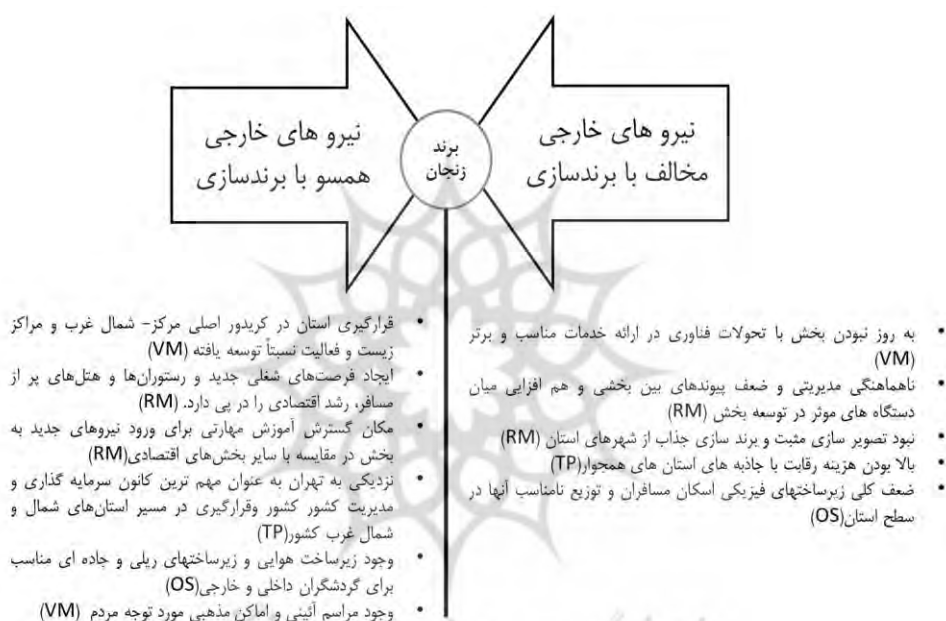 نیرو های خارجی
مخالف با برندسازی
برند
زنجان
نیرو های خارجی
همسو با برندسازی
• به روز نبودن بخش با تحولات فناوری در ارائه خدمات مناسب و برتر
(VM)
• ناهماهنگی مدیریتی و ضعف پیوندهای بین بخشی و هم افزایی میان
دستگاه های موثر در توسعه بخش (RM)
• نبود تصویر سازی مثبت و برند سازی جذاب از شهرهای استان (RM)
• بالا بودن هزینه رقابت با جاذبه های استان های همجوار(TP)
• ضعف کلی زیرساختهای فیزیکی اسکان مسافران و توزیع نامناسب آنها در
سطح استان(OS)
• قرارگیری استان در کریدور اصلی مرکز- شمال غرب و مراکز
زیست و فعالیت نسبتاً توسعه یافته (VM)
• ایجاد فرصت‌های شغلی جدید و رستوران‌ها و هتل‌های پر از
مسافر، رشد اقتصادی را در پی دارد. (RM)
• مکان گسترش آموزش مهارتی برای ورود نیروهای جدید به
بخش در مقایسه با سایر بخش‌های اقتصادی(RM)
• نزدیکی به تهران به عنوان مهم ترین کانون سرمایه گذاری و
مدیریت کشور کشور وقرارگیری در مسیر استان‌های شمال و
شمال غرب کشور(TP)
• وجود زیرساخت هوایی و زیرساختهای ریلی و جاده ای مناسب
برای گردشگران داخلی و خارجی(OS)
• وجود مراسم آئینی و اماکن مذهبی مورد توجه مردم (VM)